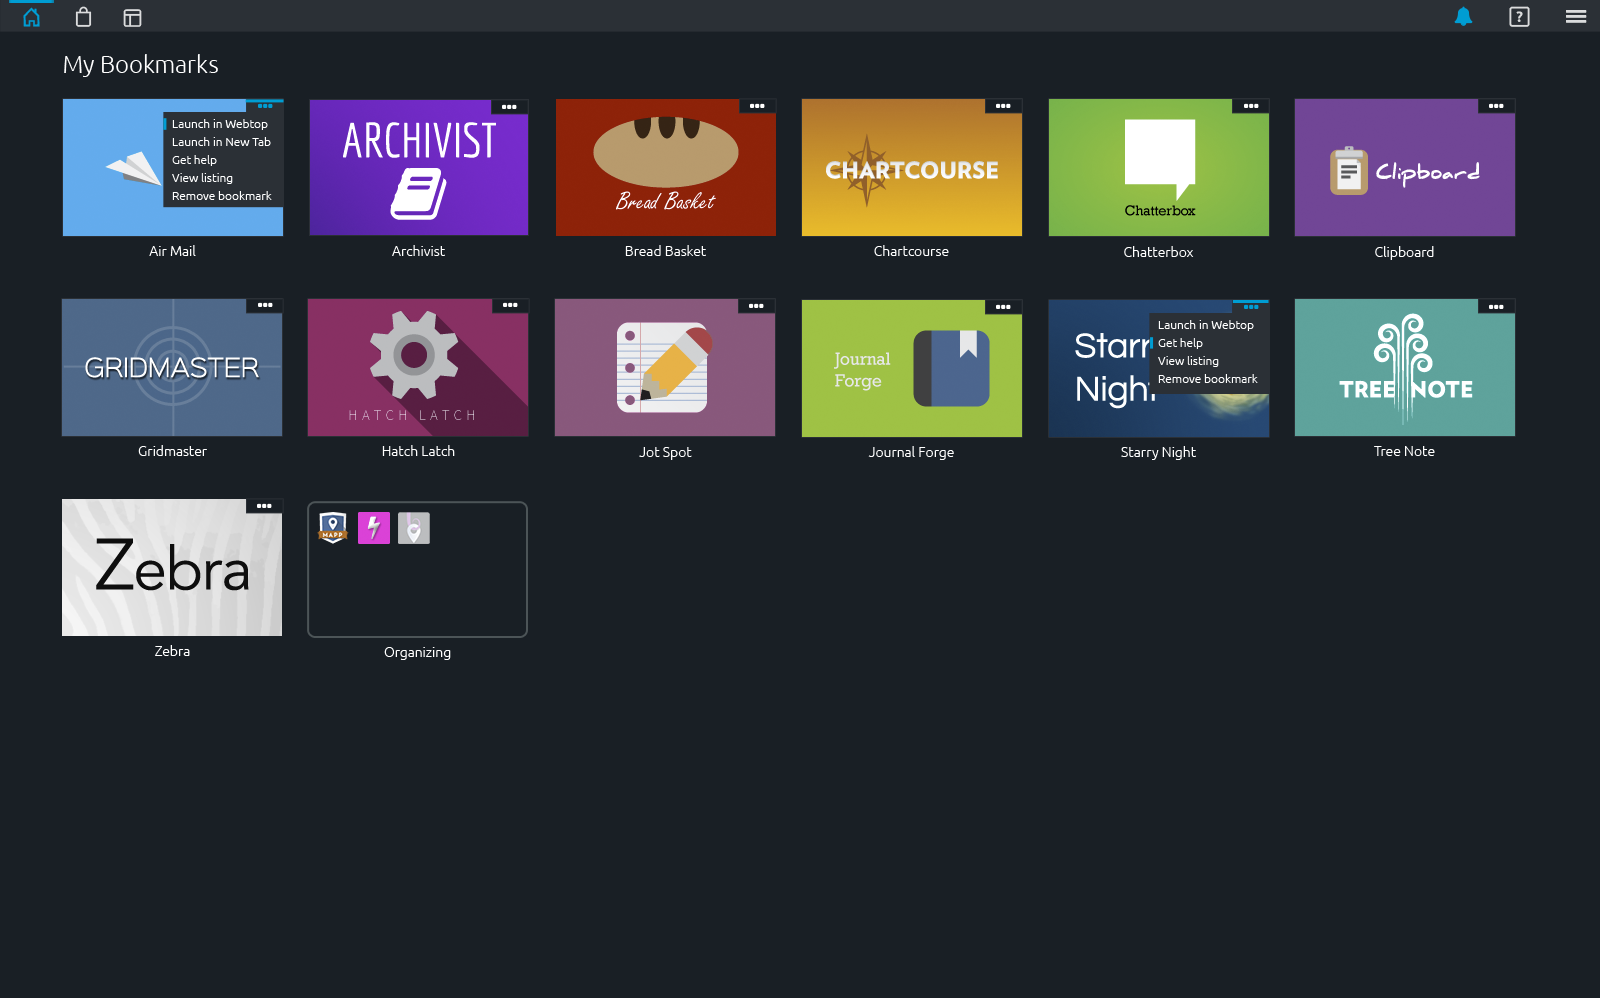 ?
My Bookmarks
Launch in Webtop
Launch in New Tab
Get help
View listing
Remove bookmark
Air Mail
ARCHIVIST
Archivist
Bread Basket
Bread Basket
CHARTCOURSE
Chartcourse
Chatterbox
Chatterbox
Clipboard
Clipboard
GRIDMASTER
Gridmaster
HATCH LATCH
Hatch Latch
Jot Spot
Journal
Forge
Journal Forge
Starr
Night
Launch in Webtop
Get help
View listing
Remove bookmark
Starry Night
TREE NOTE
Tree Note
Zebra
Zebra
MAPP
Organizing